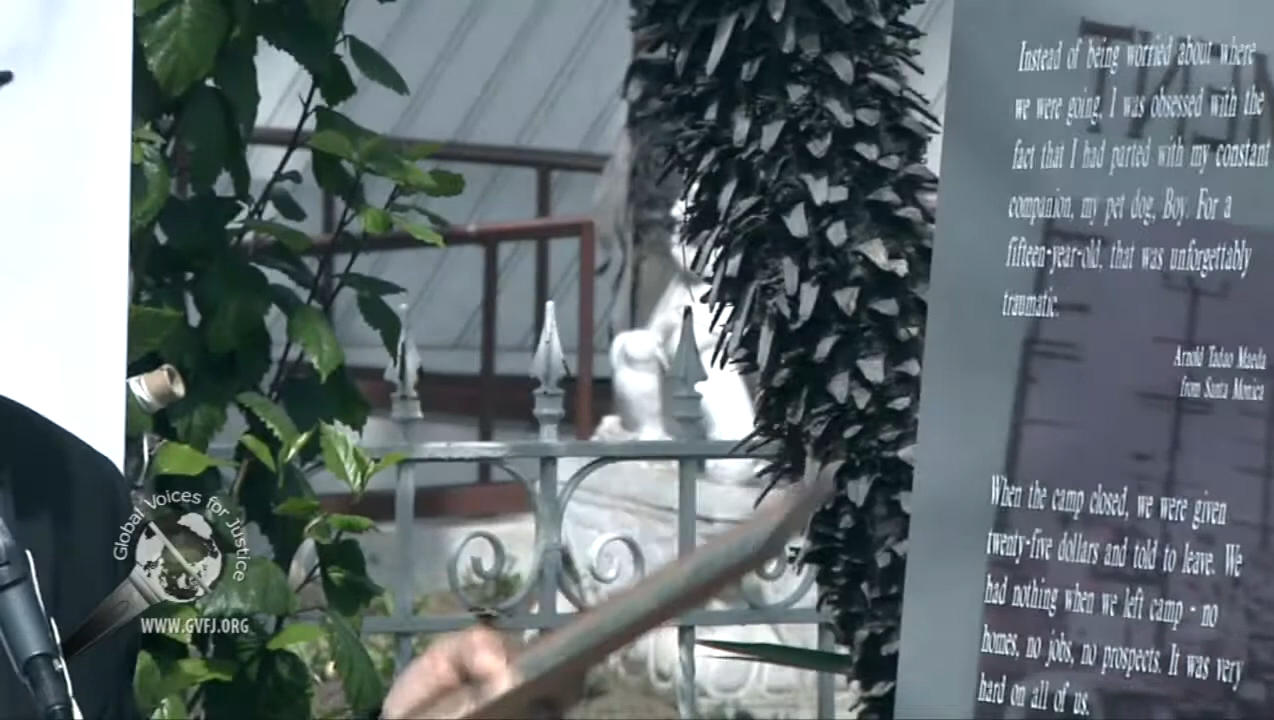 Instead of being worried about where
we were going, I was obsessed with the
fact that I had parted with my constant
companion, my pet dog, Boy. For a
fifteen-year-old, that was unforgettably
traumatic.
Arnold Tadao Maeda
from Santa Monica
When the camp closed, we were given
twenty-five dollars and told to leave. We
had nothing when we left camp - no
homes, no jobs, no prospects. It was very
hard on all of us.
Global Voices for Justice
WWW.GVFJ.ORG